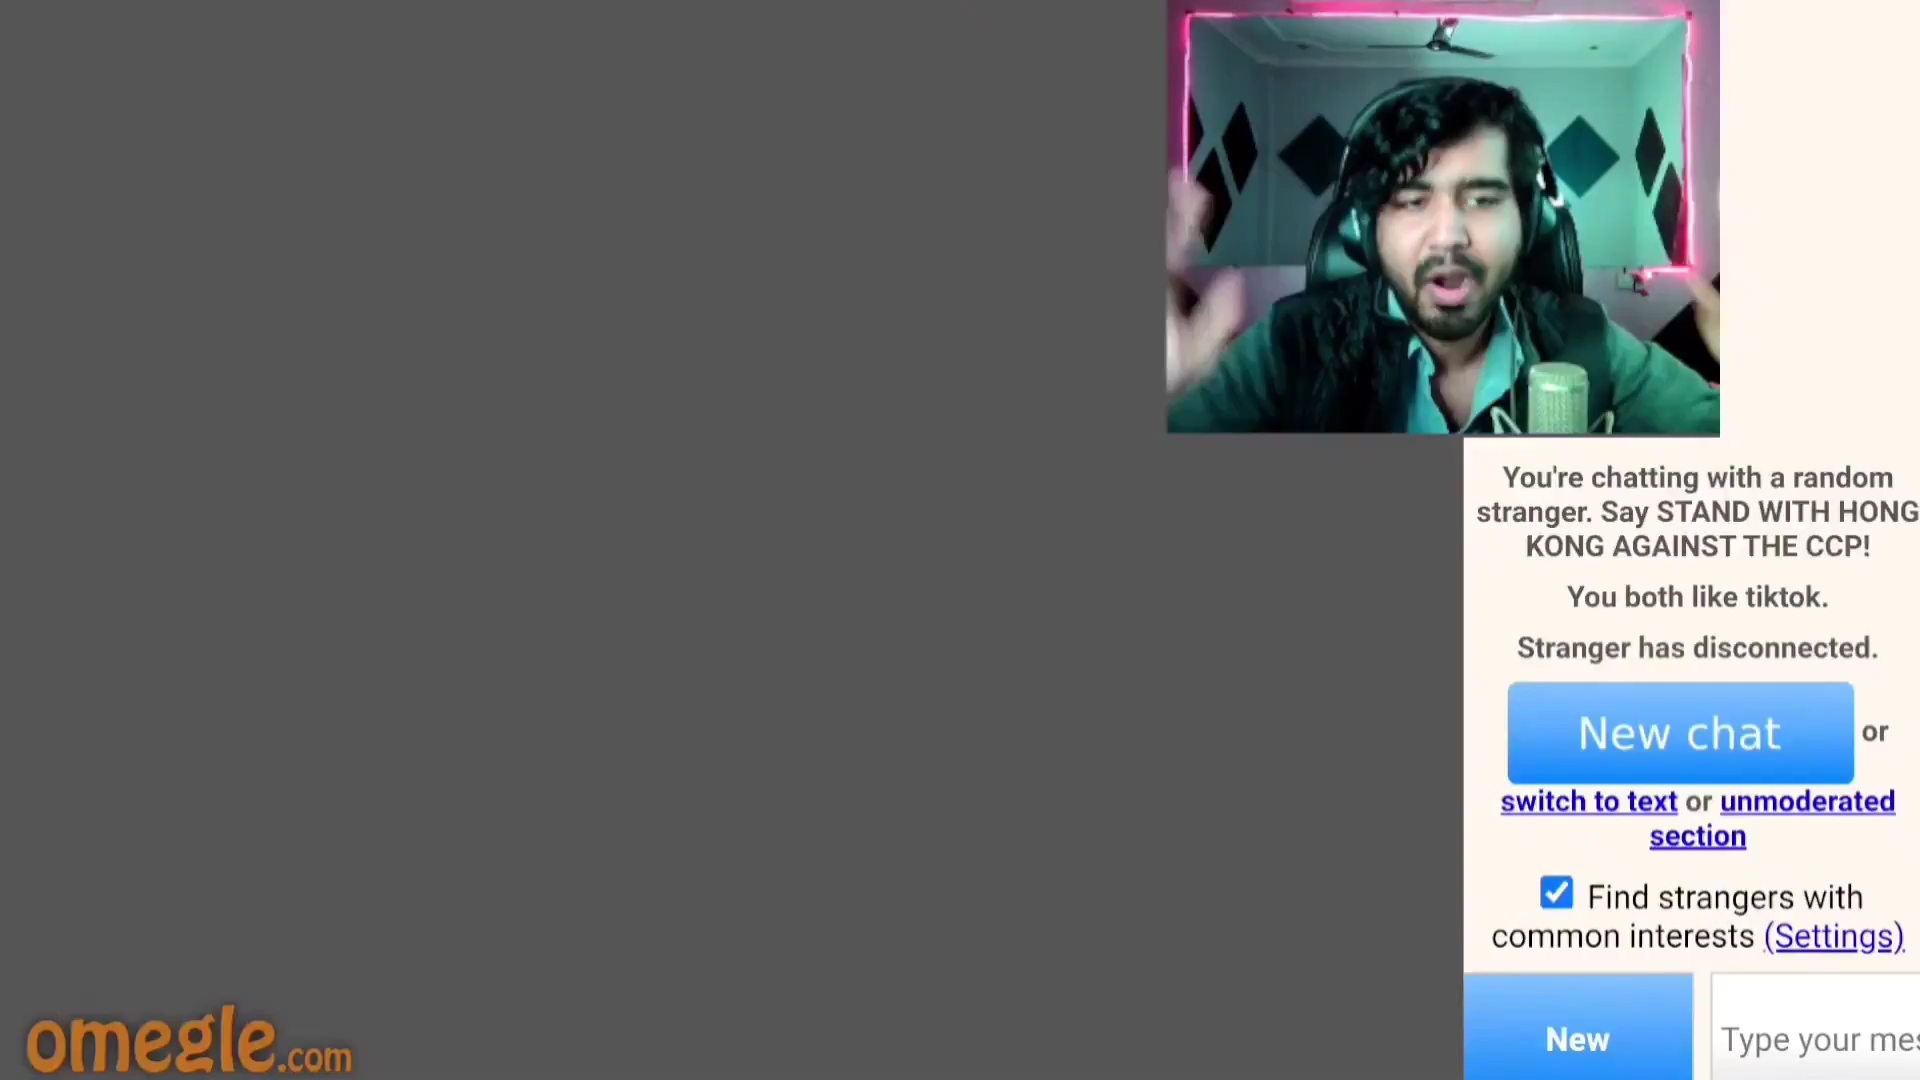 You're chatting with a random
stranger. Say STAND WITH HONG
KONG AGAINST THE CCP!
You both like tiktok.
Stranger has disconnected.
New chat or
switch to text or unmoderated
section
Find strangers with
common interests (Settings)
New Type your mes
omegle.com